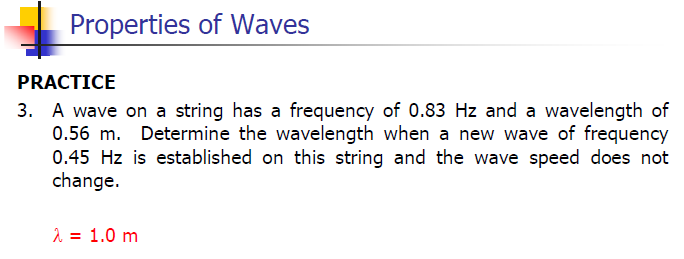 Properties of Waves
PRACTICE
3. A wave on a string has a frequency of 0.83 Hz and a wavelength of
0.56 m. Determine the wavelength when a new wave of frequency
0.45 Hz is established on this string and the wave speed does not
change.
λ = 1.0 m